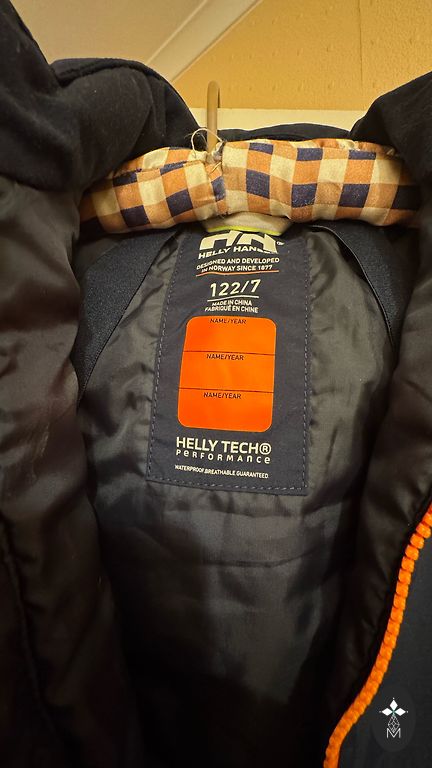 HH®
HELLY HANSEN
DESIGNED AND DEVELOPED
IN NORWAY SINCE 1877
122/7
MADE IN CHINA
FABRIQUÉ EN CHINE
NAME/YEAR
NAME/YEAR
NAME/YEAR
HELLY TECH®
PERFORMANCE
WATERPROOF.BREATHABLE.GUARANTEED.
M